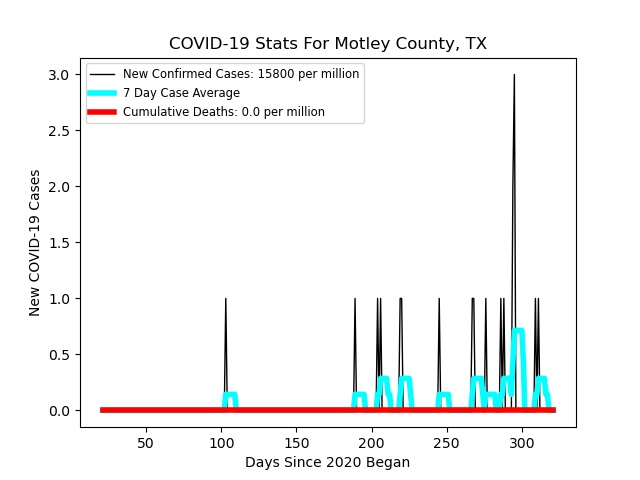 COVID-19 Stats For Motley County, TX
New Confirmed Cases: 15800 per million
7 Day Case Average
Cumulative Deaths: 0.0 per million
3.0
2.5
2.0
1.5
1.0
0.5
0.0
New COVID-19 Cases
50 100 150 200 250 300
Days Since 2020 Began